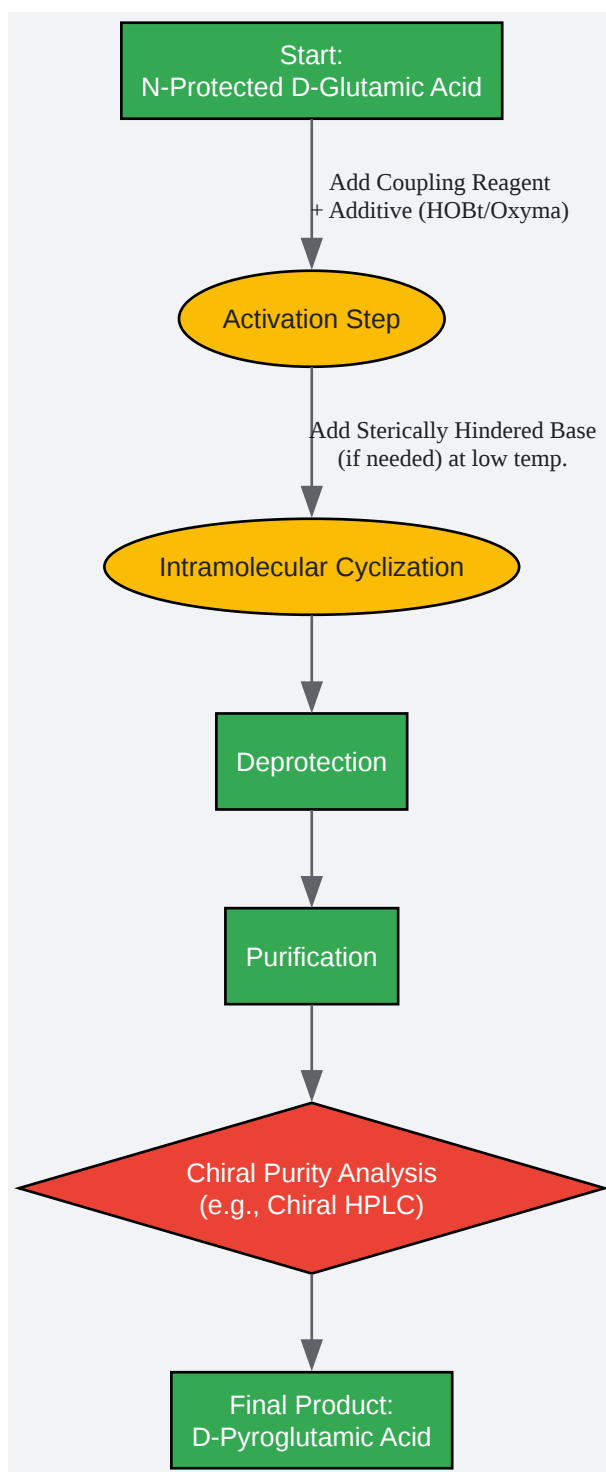 Start:
N-Protected D-Glutamic Acid
Add Coupling Reagent
+ Additive (HOBt/Oxyma)
Activation Step
Add Sterically Hindered Base
(if needed) at low temp.
Intramolecular Cyclization
Deprotection
Purification
Chiral Purity Analysis
(e.g., Chiral HPLC)
Final Product:
D-Pyroglutamic Acid